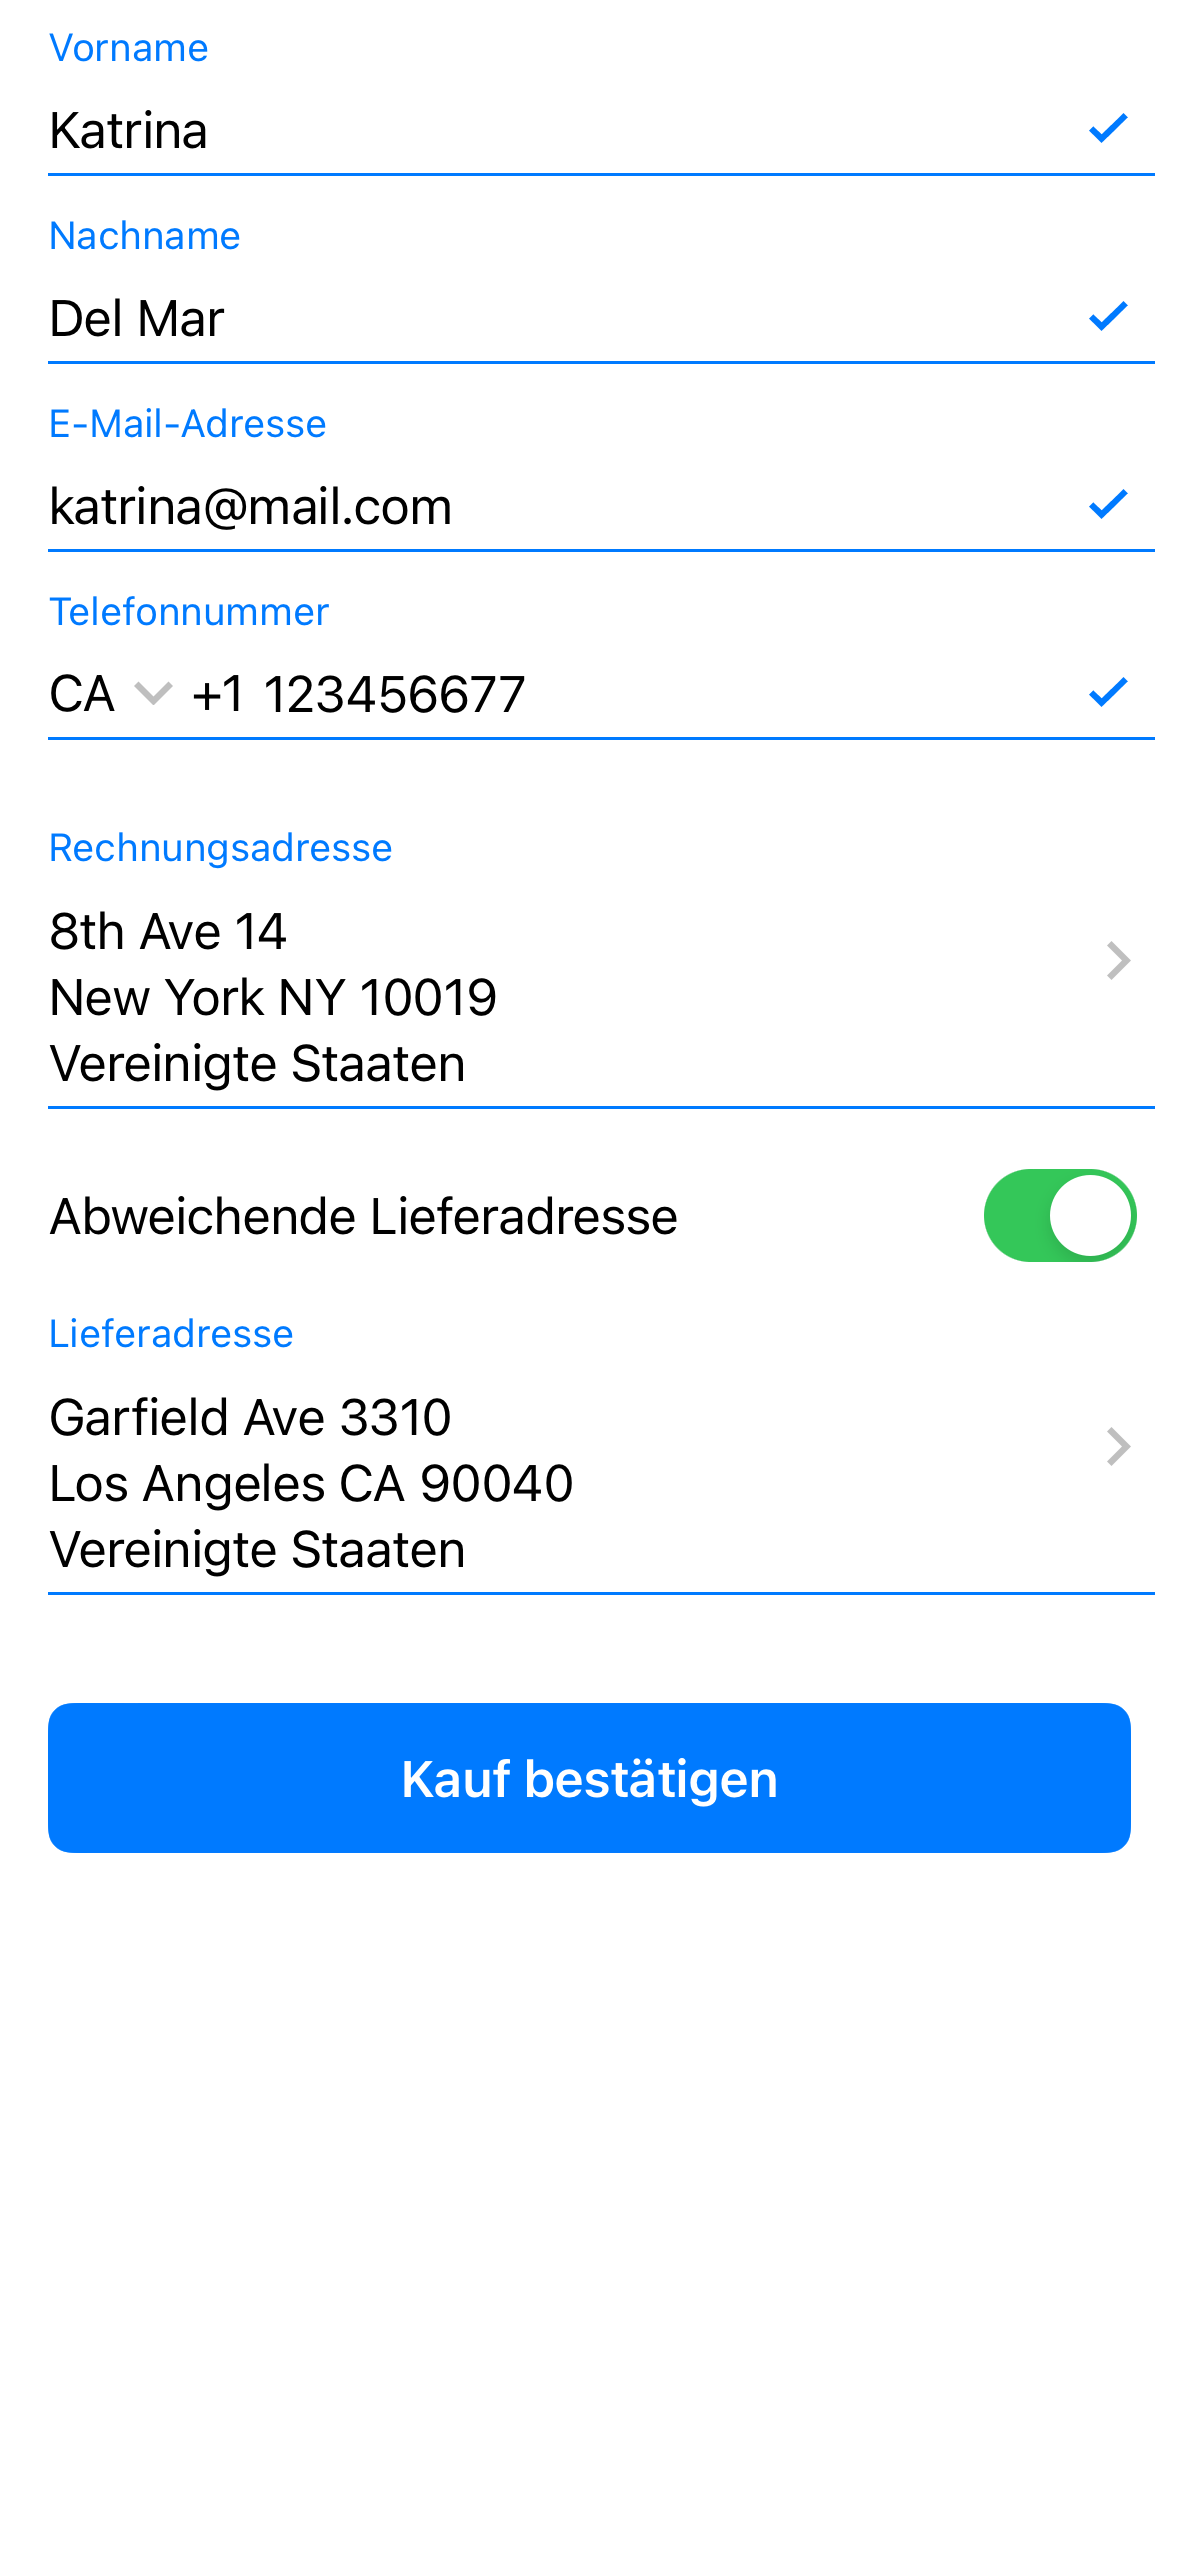 Vorname
Katrina
Nachname
Del Mar
E-Mail-Adresse
katrina@mail.com
Telefonnummer
CA +1 123456677
Rechnungsadresse
8th Ave 14
New York NY 10019
Vereinigte Staaten
Abweichende Lieferadresse
Lieferadresse
Garfield Ave 3310
Los Angeles CA 90040
Vereinigte Staaten
Kauf bestätigen